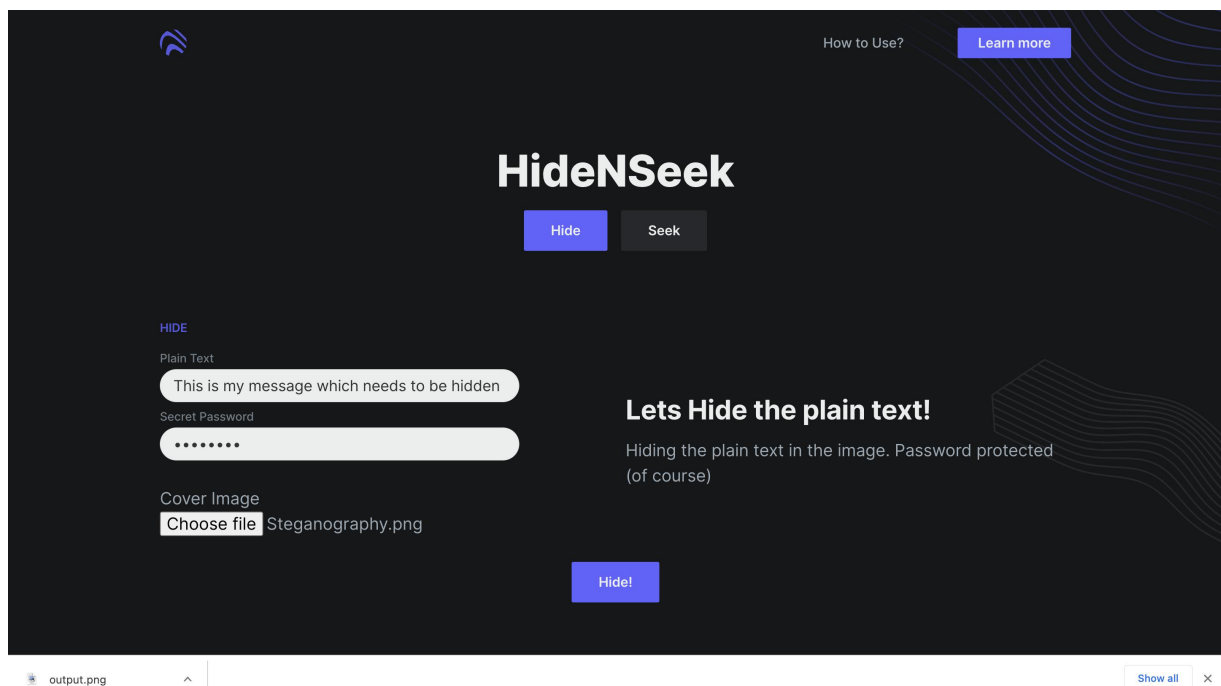 How to Use?
Learn more
HideNSeek
Hide
Seek
HIDE
Plain Text
This is my message which needs to be hidden
Secret Password
••••••••
Cover Image
Choose file Steganography.png
Lets Hide the plain text!
Hiding the plain text in the image. Password protected
(of course)
Hide!
output.png
Show all